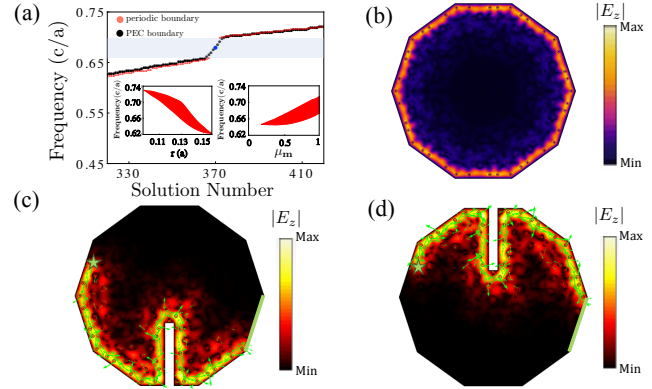 (a)
periodic boundary
PEC boundary
Frequency (c/a)
0.75
0.65
0.55
0.45
330
370
410
Solution Number
Frequency(c/a)
0.74
0.70
0.66
0.62
0.11
0.13
0.15
r (a)
Frequency(c/a)
0.74
0.70
0.66
0.62
0
0.5
1
μm
(b)
|Ez|
Max
Min
(c)
|Ez|
Max
Min
(d)
|Ez|
Max
Min